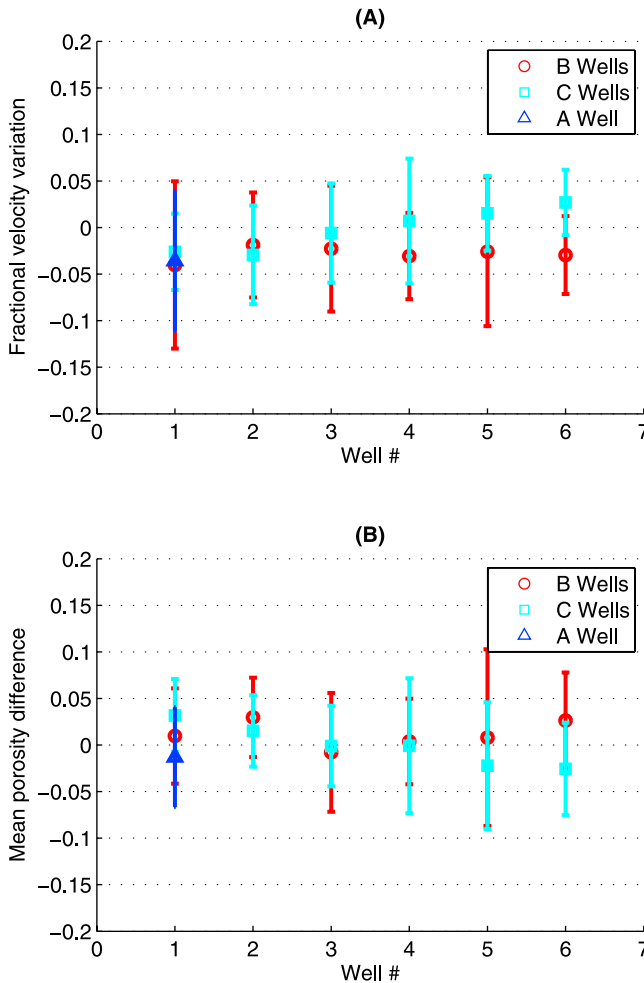 (A)
0.2
0.15
0.1
0.05
0
−0.05
−0.1
−0.15
−0.2
Fractional velocity variation
B Wells
C Wells
A Well
0 1 2 3 4 5 6 7
Well #
(B)
0.2
0.15
0.1
0.05
0
−0.05
−0.1
−0.15
−0.2
Mean porosity difference
B Wells
C Wells
A Well
0 1 2 3 4 5 6 7
Well #